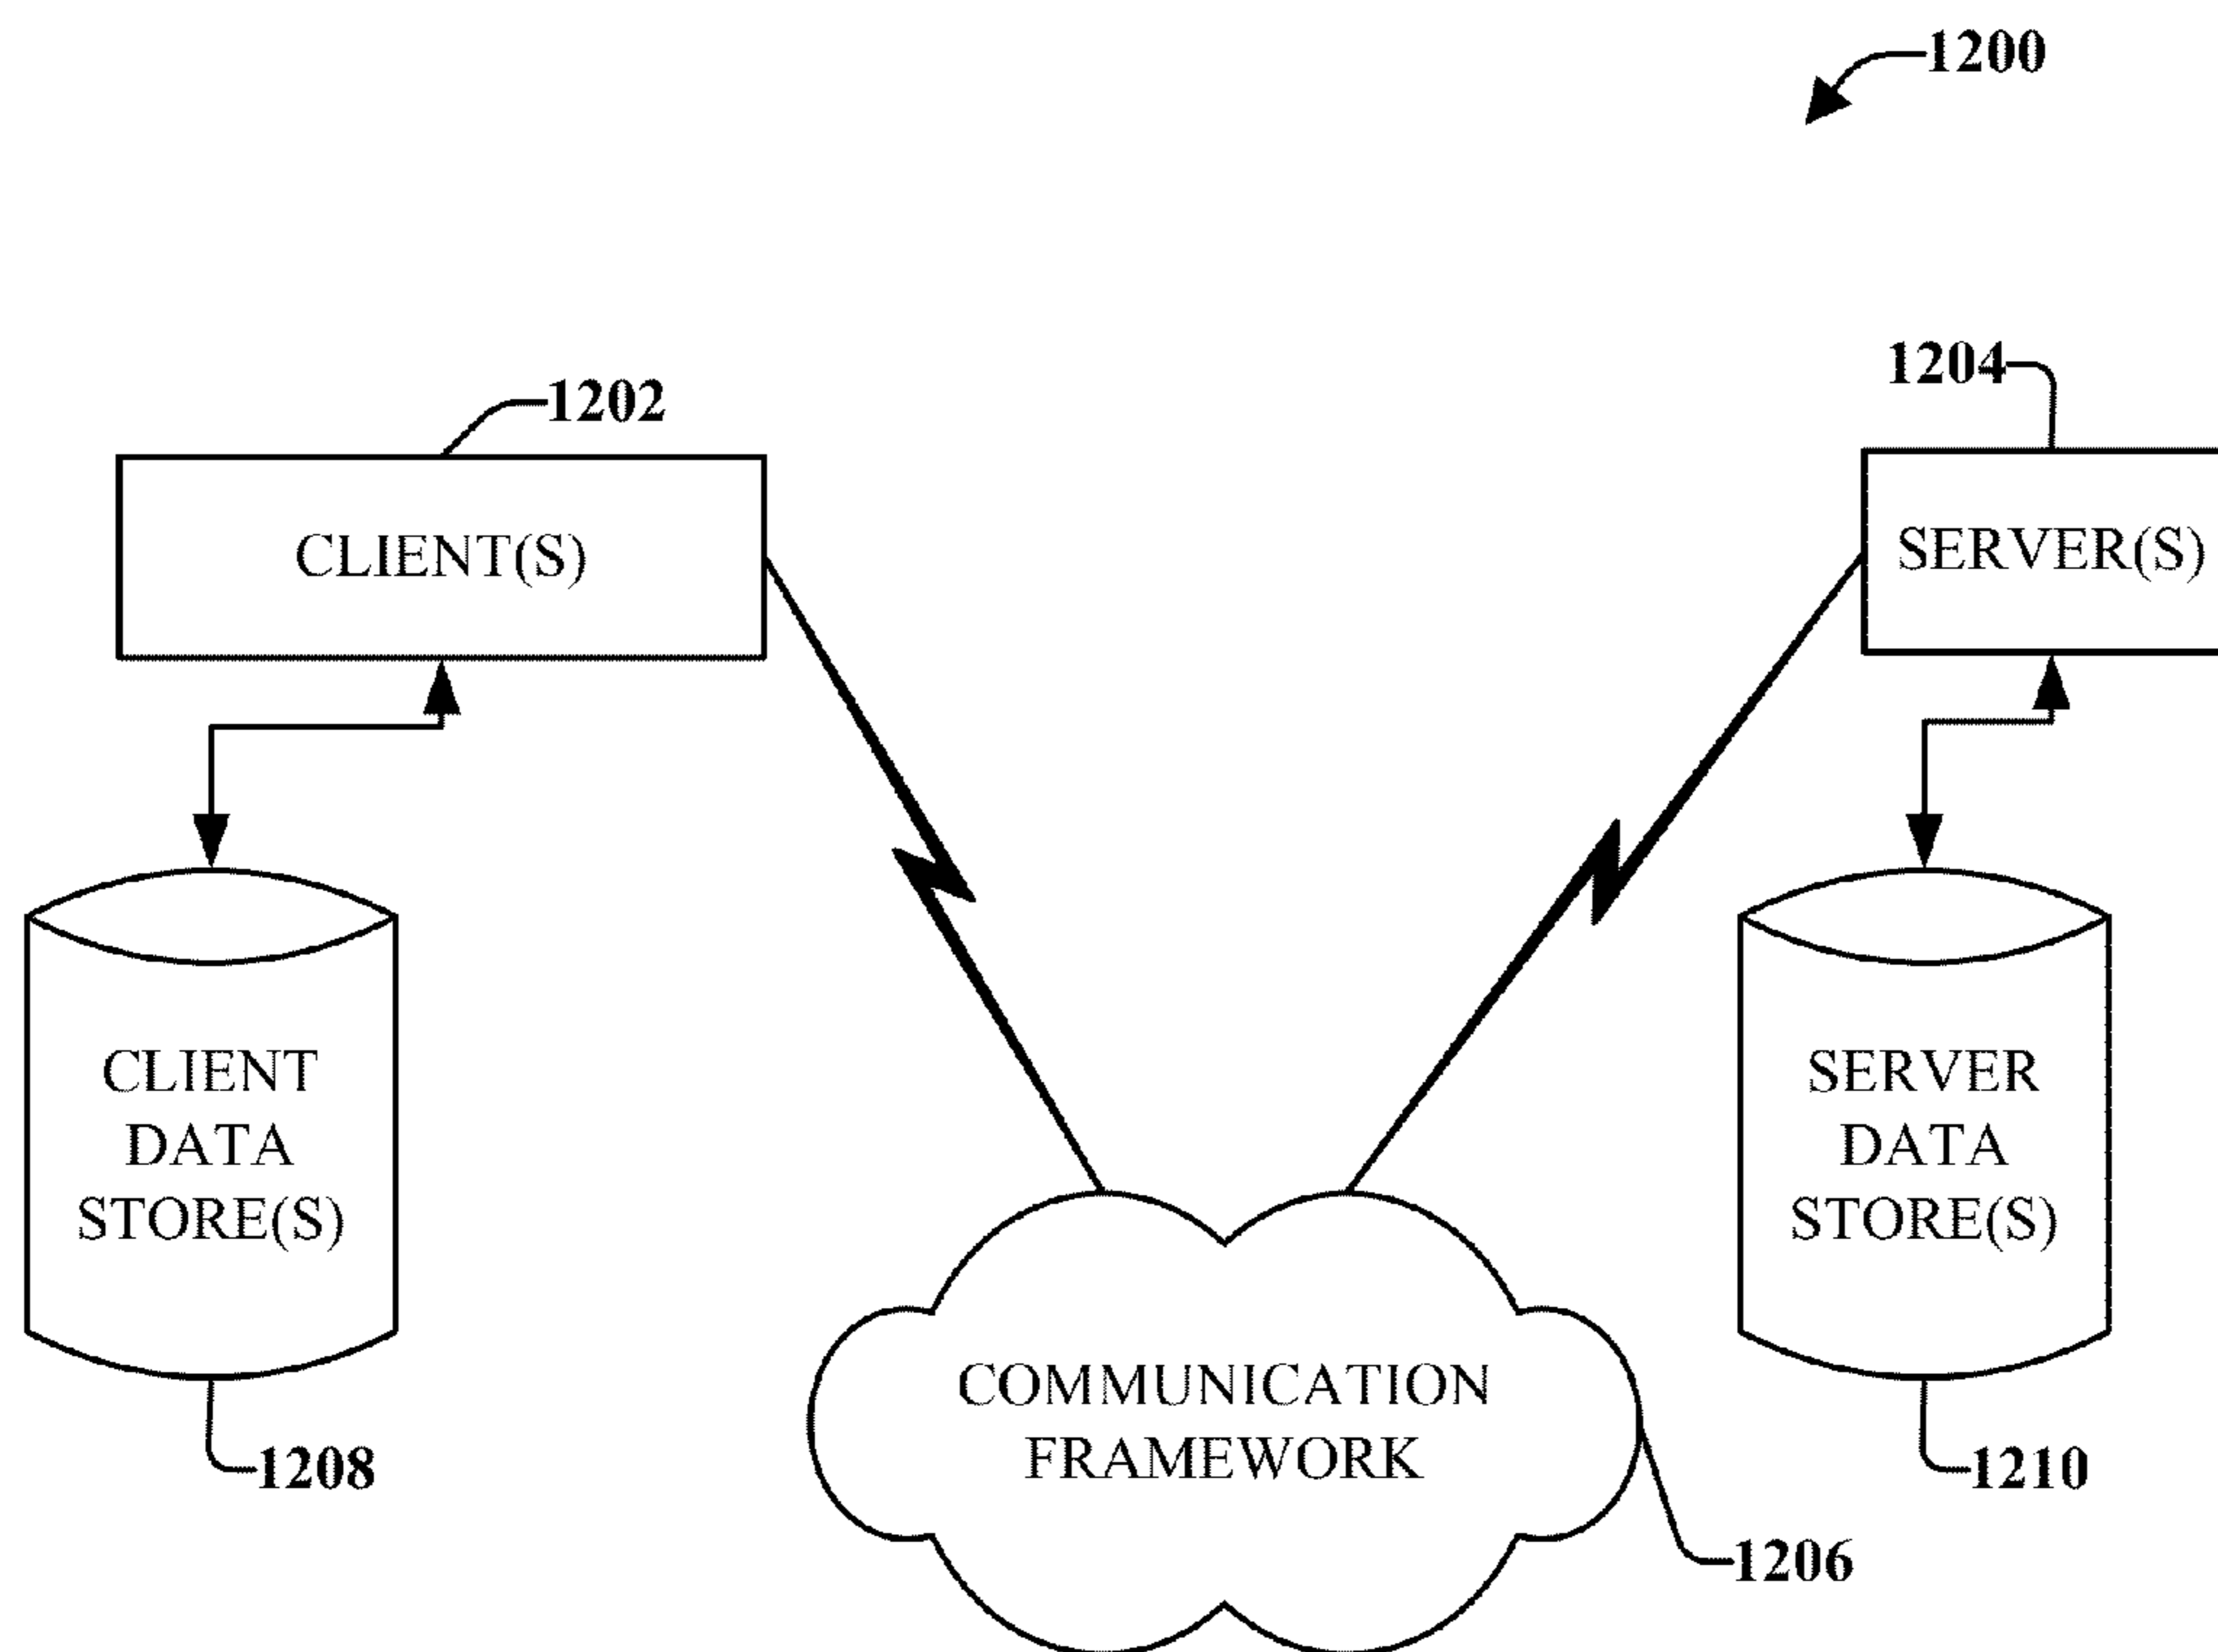 1200
1202
1204
CLIENT(S)
SERVER(S)
CLIENT
DATA
STORE(S)
SERVER
DATA
STORE(S)
COMMUNICATION
FRAMEWORK
1208
1210
1206